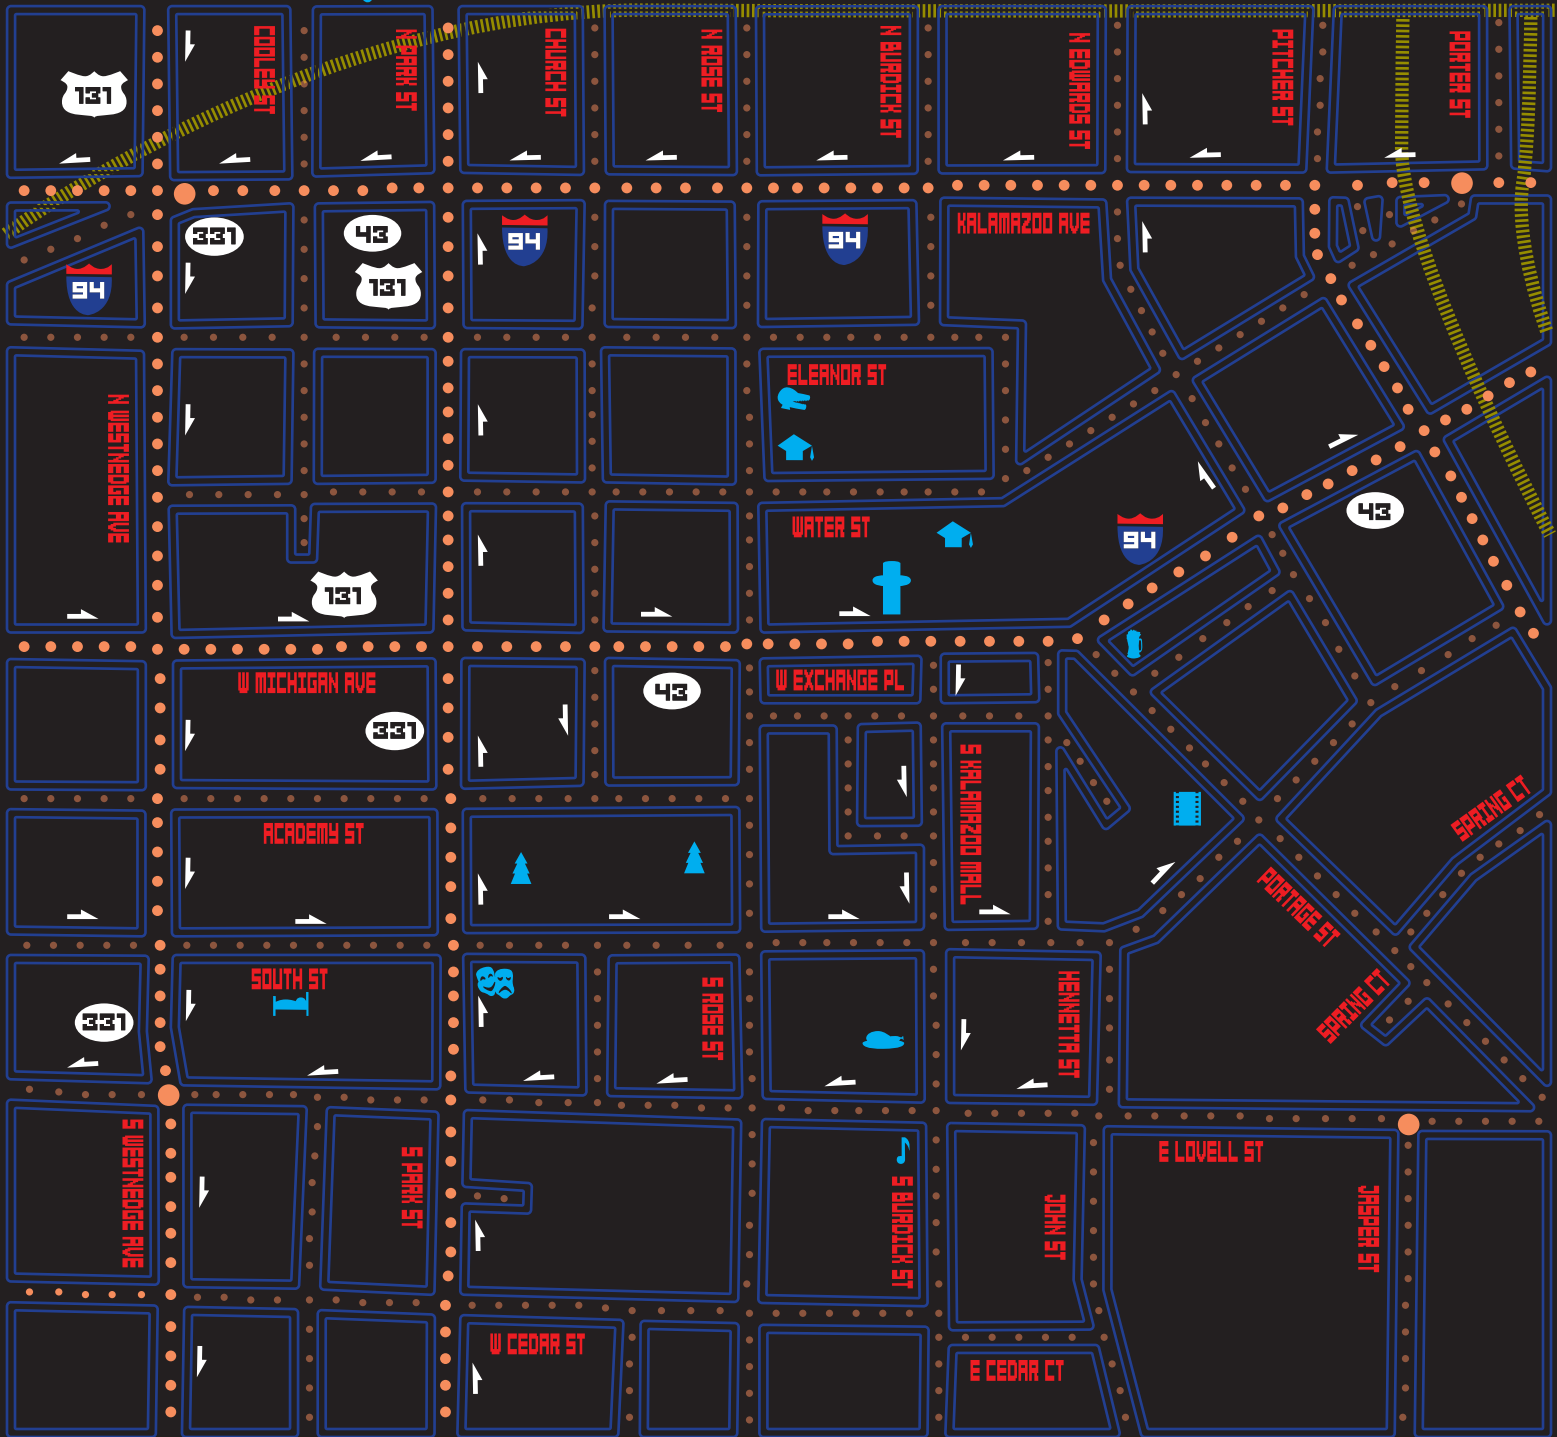 COOLEY ST
N PARK ST
CHURCH ST
N ROSE ST
N BURDICK ST
N EDWARDS ST
PITCHER ST
PORTER ST
131
331
43
94
94
KALAMAZOO AVE
94
131
ELEANOR ST
N WESTNEDGE AVE
43
WATER ST
94
131
W MICHIGAN AVE
43
W EXCHANGE PL
331
S KALAMAZOO MALL
SPRING CT
ACADEMY ST
PORTAGE ST
SOUTH ST
331
S ROSE ST
HENRETTA ST
SPRING CT
S WESTNEDGE AVE
S PARK ST
S BURDICK ST
JOHN ST
E LOVELL ST
JASPER ST
W CEDAR ST
E CEDAR CT